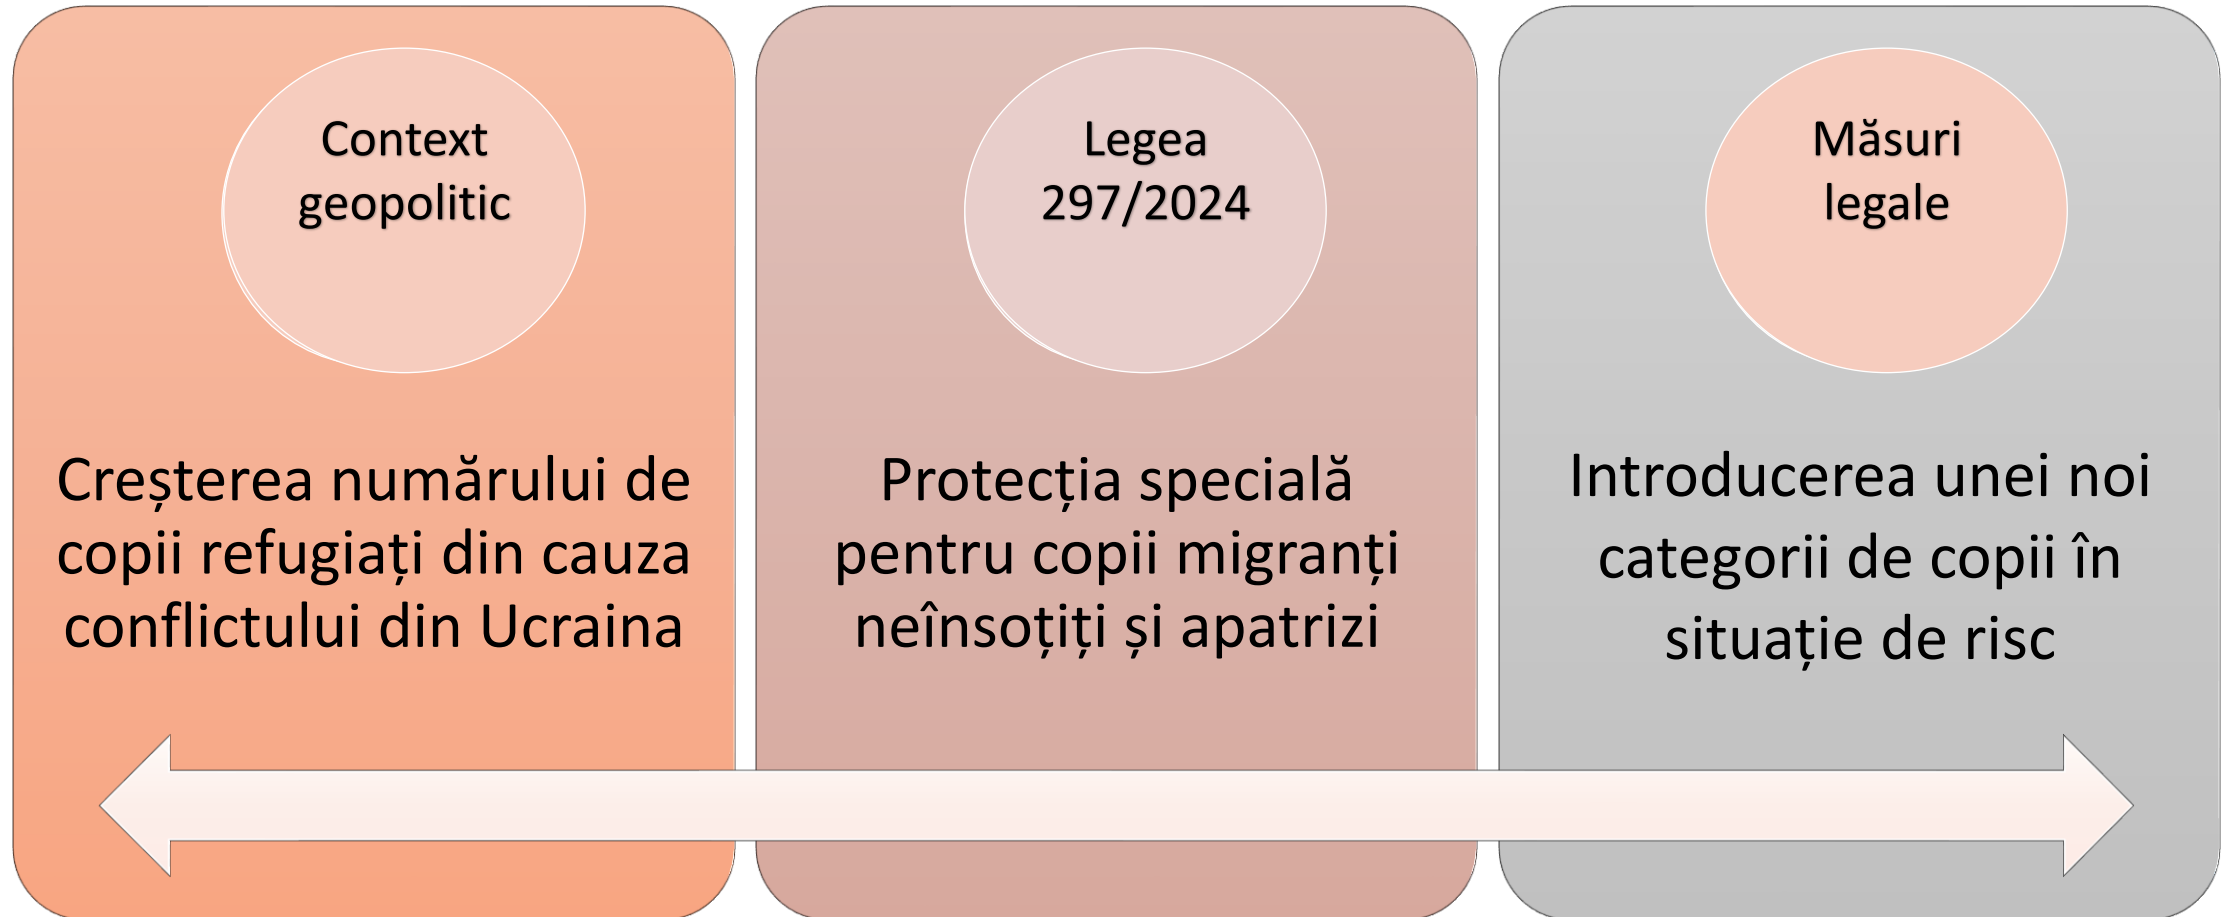 Context
geopolitic
Creșterea numărului de
copii refugiați din cauza
conflictului din Ucraina
Legea
297/2024
Protecția specială
pentru copii migranți
neînsoțiți și apatrizi
Măsuri
legale
Introducerea unei noi
categorii de copii în
situație de risc